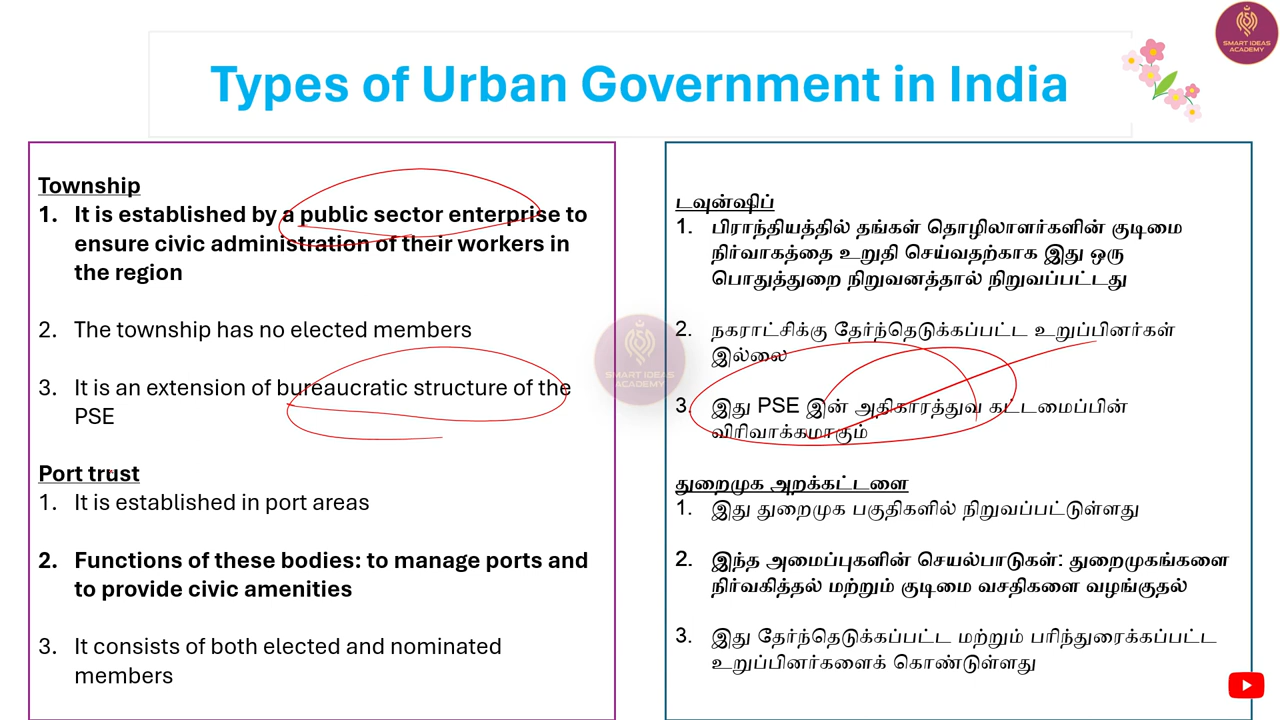 SMART IDEAS
ACADEMY
Types of Urban Government in India
Township
1. It is established by a public sector enterprise to
ensure civic administration of their workers in
the region
2. The township has no elected members
3. It is an extension of bureaucratic structure of the
PSE
Port trust
1. It is established in port areas
2. Functions of these bodies: to manage ports and
to provide civic amenities
3. It consists of both elected and nominated
members
SMART IDEAS
ACADEMY
டவுன்ஷிப்
1. பிராந்தியத்தில் தங்கள் தொழிலாளர்களின் குடிமை
நிர்வாகத்தை உறுதி செய்வதற்காக இது ஒரு
பொதுத்துறை நிறுவனத்தால் நிறுவப்பட்டது
2. நகராட்சிக்கு தேர்ந்தெடுக்கப்பட்ட உறுப்பினர்கள்
இல்லை
3. இது PSE இன் அதிகாரத்துவ கட்டமைப்பின்
விரிவாக்கமாகும்
துறைமுக அறக்கட்டளை
1. இது துறைமுக பகுதிகளில் நிறுவப்பட்டுள்ளது
2. இந்த அமைப்புகளின் செயல்பாடுகள்: துறைமுகங்களை
நிர்வகித்தல் மற்றும் குடிமை வசதிகளை வழங்குதல்
3. இது தேர்ந்தெடுக்கப்பட்ட மற்றும் பரிந்துரைக்கப்பட்ட
உறுப்பினர்களைக் கொண்டுள்ளது